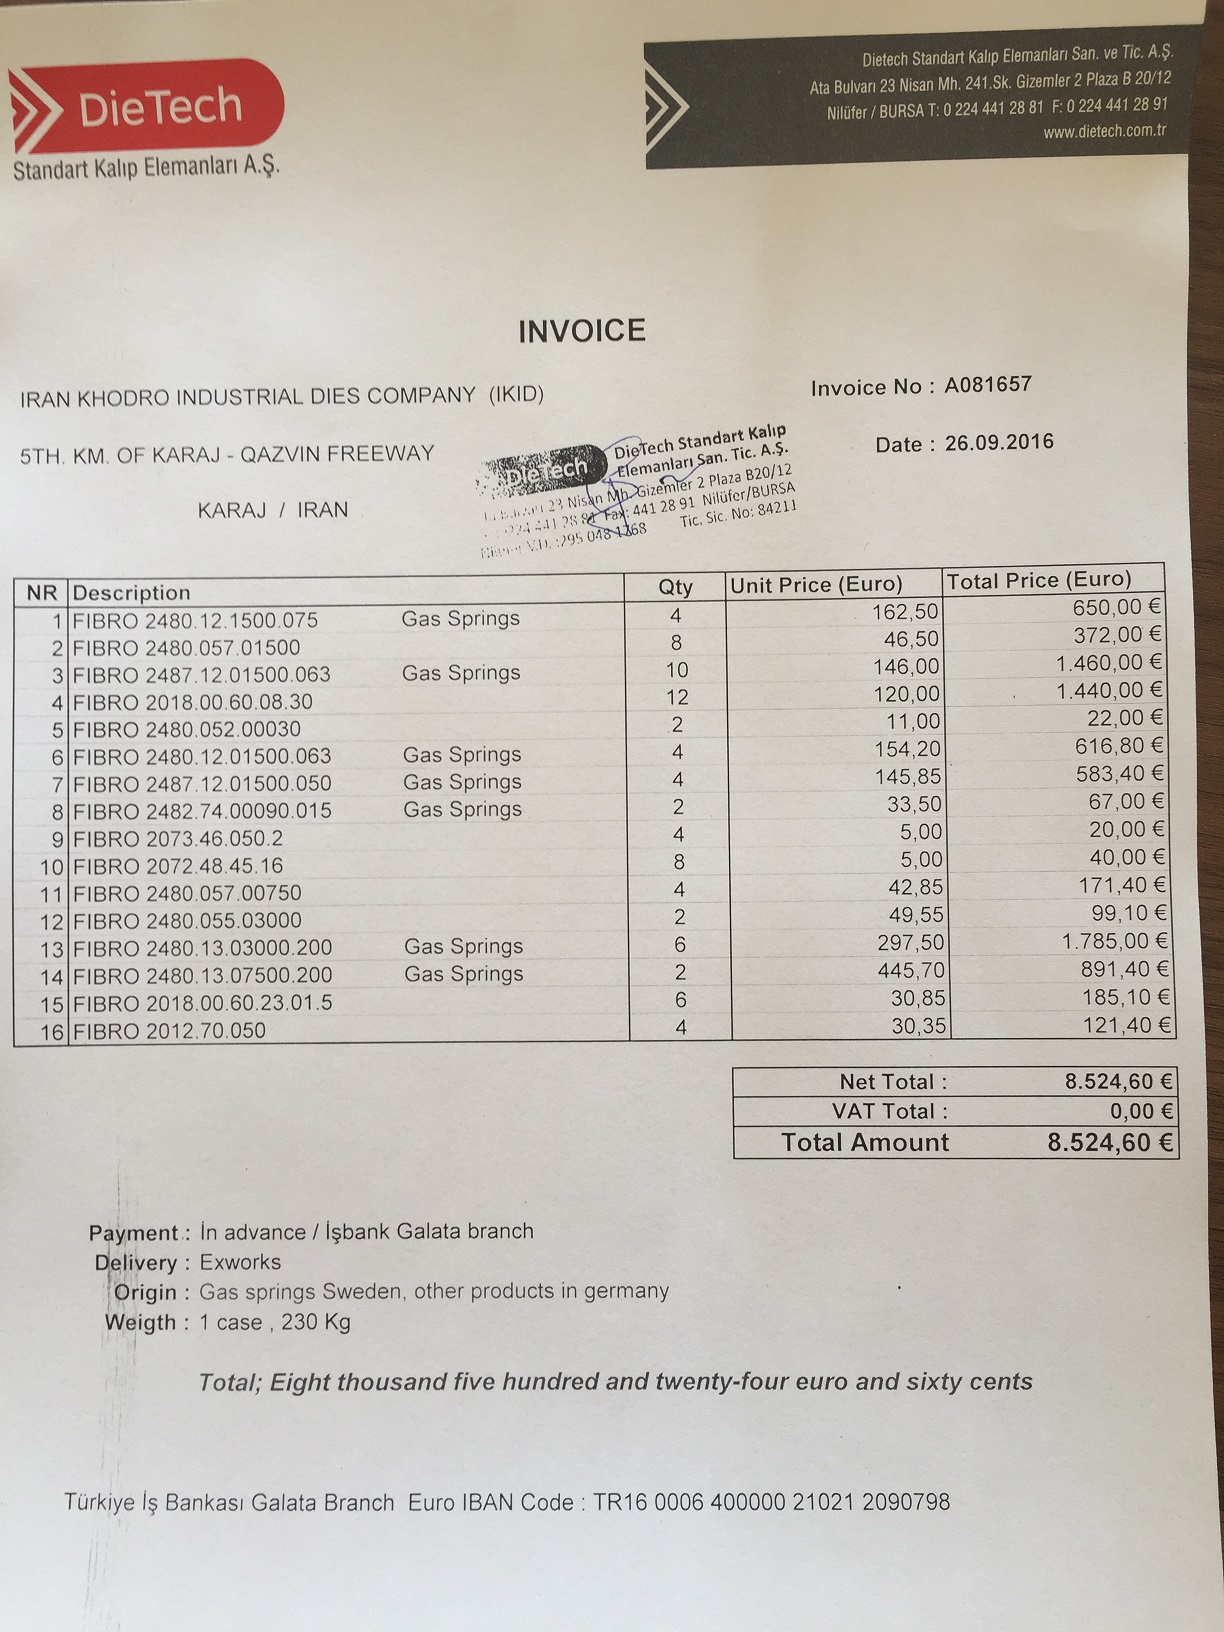 DieTech
Standart Kalıp Elemanları A.Ş.
Dietech Standart Kalıp Elemanları San. ve Tic. A.Ş.
Ata Bulvarı 23 Nisan Mh. 241.Sk. Gizemler 2 Plaza B 20/12
Nilüfer / BURSA T: 0 224 441 28 81 F: 0 224 441 28 91
www.dietech.com.tr
INVOICE
IRAN KHODRO INDUSTRIAL DIES COMPANY (IKID)
Invoice No : A081657
5TH. KM. OF KARAJ - QAZVIN FREEWAY
Date : 26.09.2016
KARAJ / IRAN
DieTech
DieTech Standart Kalıp
Elemanları San. Tic. A.Ş.
23 Nisan Mh. Gizemler 2 Plaza B20/12
441 28 81 Fax: 441 28 91 Nilüfer/BURSA
V.D. :295 048 1268 Tic. Sic. No: 84211
NR Description Qty Unit Price (Euro) Total Price (Euro)
1 FIBRO 2480.12.1500.075 Gas Springs 4 162,50 650,00 €
2 FIBRO 2480.057.01500 8 46,50 372,00 €
3 FIBRO 2487.12.01500.063 Gas Springs 10 146,00 1.460,00 €
4 FIBRO 2018.00.60.08.30 12 120,00 1.440,00 €
5 FIBRO 2480.052.00030 2 11,00 22,00 €
6 FIBRO 2480.12.01500.063 Gas Springs 4 154,20 616,80 €
7 FIBRO 2487.12.01500.050 Gas Springs 4 145,85 583,40 €
8 FIBRO 2482.74.00090.015 Gas Springs 2 33,50 67,00 €
9 FIBRO 2073.46.050.2 4 5,00 20,00 €
10 FIBRO 2072.48.45.16 8 5,00 40,00 €
11 FIBRO 2480.057.00750 4 42,85 171,40 €
12 FIBRO 2480.055.03000 2 49,55 99,10 €
13 FIBRO 2480.13.03000.200 Gas Springs 6 297,50 1.785,00 €
14 FIBRO 2480.13.07500.200 Gas Springs 2 445,70 891,40 €
15 FIBRO 2018.00.60.23.01.5 6 30,85 185,10 €
16 FIBRO 2012.70.050 4 30,35 121,40 €
Net Total : 8.524,60 €
VAT Total : 0,00 €
Total Amount 8.524,60 €
Payment : İn advance / İşbank Galata branch
Delivery : Exworks
Origin : Gas springs Sweden, other products in germany
Weigth : 1 case , 230 Kg
Total; Eight thousand five hundred and twenty-four euro and sixty cents
Türkiye İş Bankası Galata Branch Euro IBAN Code : TR16 0006 400000 21021 2090798